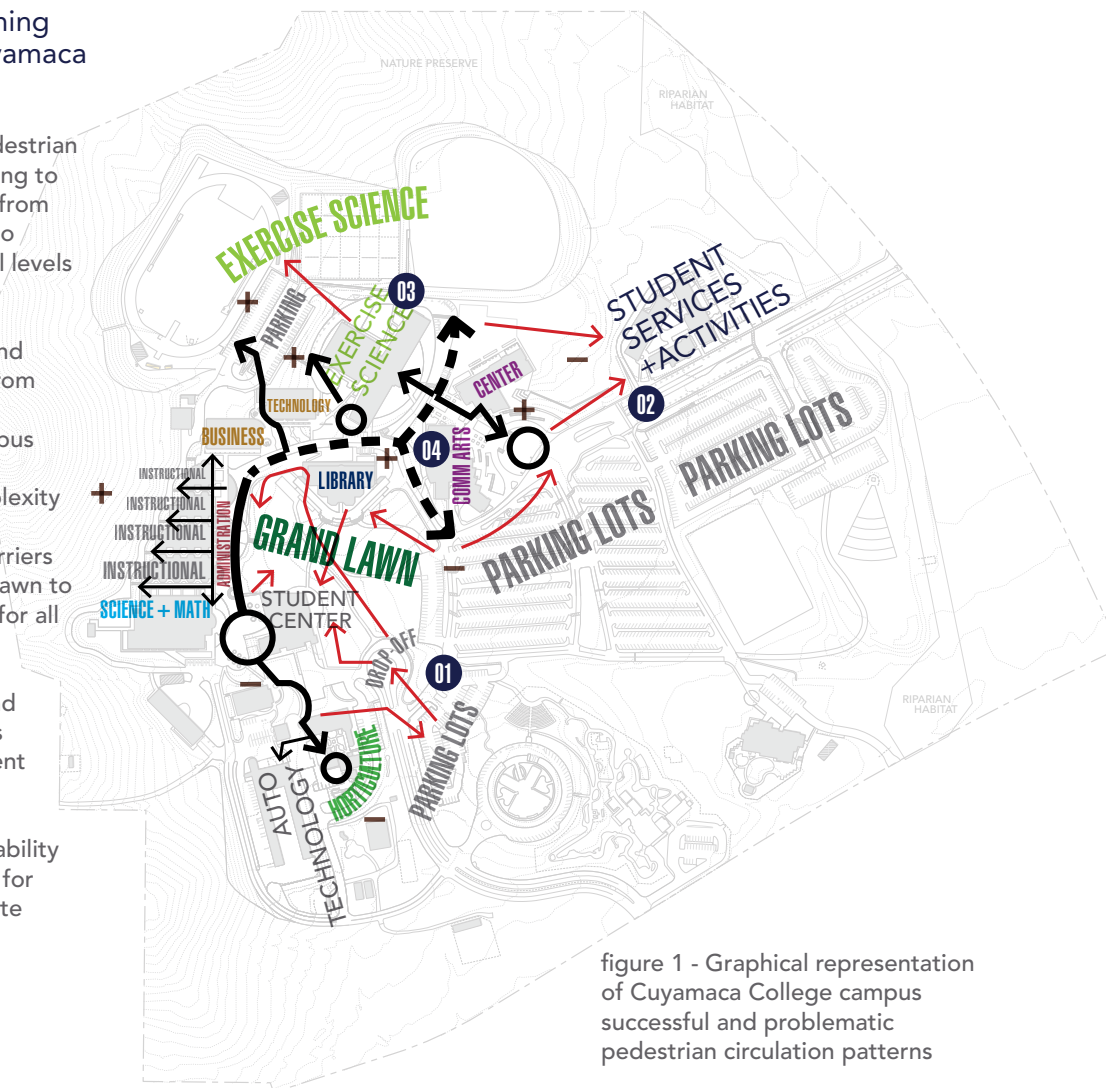 ning
yamaca
destrian
ing to
from
o
l levels
nd
rom
ous
plexity
rriers
awn to
for all
d
s
ent
ability
for
te
NATURE PRESERVE
RIPARIAN
HABITAT
EXERCISE SCIENCE
03
STUDENT
SERVICES
+ACTIVITIES
PARKING
EXERCISE
SCIENCE
+
+
−
CENTER
02
TECHNOLOGY
+
BUSINESS
04
COMM ARTS
PARKING LOTS
INSTRUCTIONAL
+
LIBRARY
+
INSTRUCTIONAL
INSTRUCTIONAL
GRAND LAWN
PARKING LOTS
INSTRUCTIONAL
ADMINISTRATION
−
SCIENCE + MATH
STUDENT
CENTER
DROP-OFF
01
−
RIPARIAN
HABITAT
PARKING LOTS
HORTICULTURE
AUTO
TECHNOLOGY
−
figure 1 - Graphical representation
of Cuyamaca College campus
successful and problematic
pedestrian circulation patterns